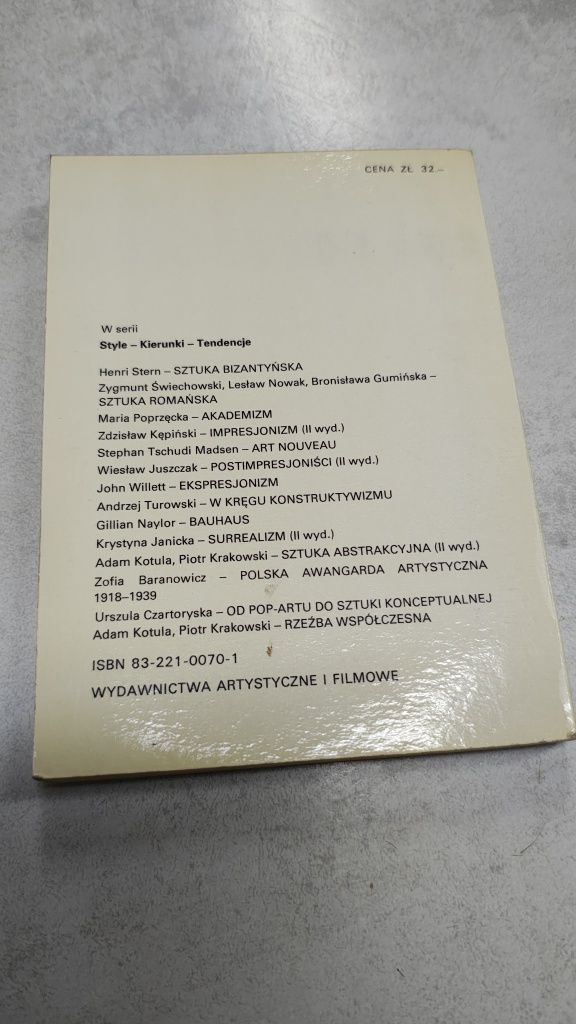 CENA ZŁ 32.–
W serii
Style – Kierunki – Tendencje
Henri Stern – SZTUKA BIZANTYŃSKA
Zygmunt Świechowski, Lesław Nowak, Bronisława Gumińska –
SZTUKA ROMAŃSKA
Maria Poprzęcka – AKADEMIZM
Zdzisław Kępiński – IMPRESJONIZM (II wyd.)
Stephan Tschudi Madsen – ART NOUVEAU
Wiesław Juszczak – POSTIMPRESJONIŚCI (II wyd.)
John Willett – EKSPRESJONIZM
Andrzej Turowski – W KRĘGU KONSTRUKTYWIZMU
Gillian Naylor – BAUHAUS
Krystyna Janicka – SURREALIZM (II wyd.)
Adam Kotula, Piotr Krakowski – SZTUKA ABSTRAKCYJNA (II wyd.)
Zofia Baranowicz – POLSKA AWANGARDA ARTYSTYCZNA
1918–1939
Urszula Czartoryska – OD POP-ARTU DO SZTUKI KONCEPTUALNEJ
Adam Kotula, Piotr Krakowski – RZEŹBA WSPÓŁCZESNA
ISBN 83-221-0070-1
WYDAWNICTWA ARTYSTYCZNE I FILMOWE